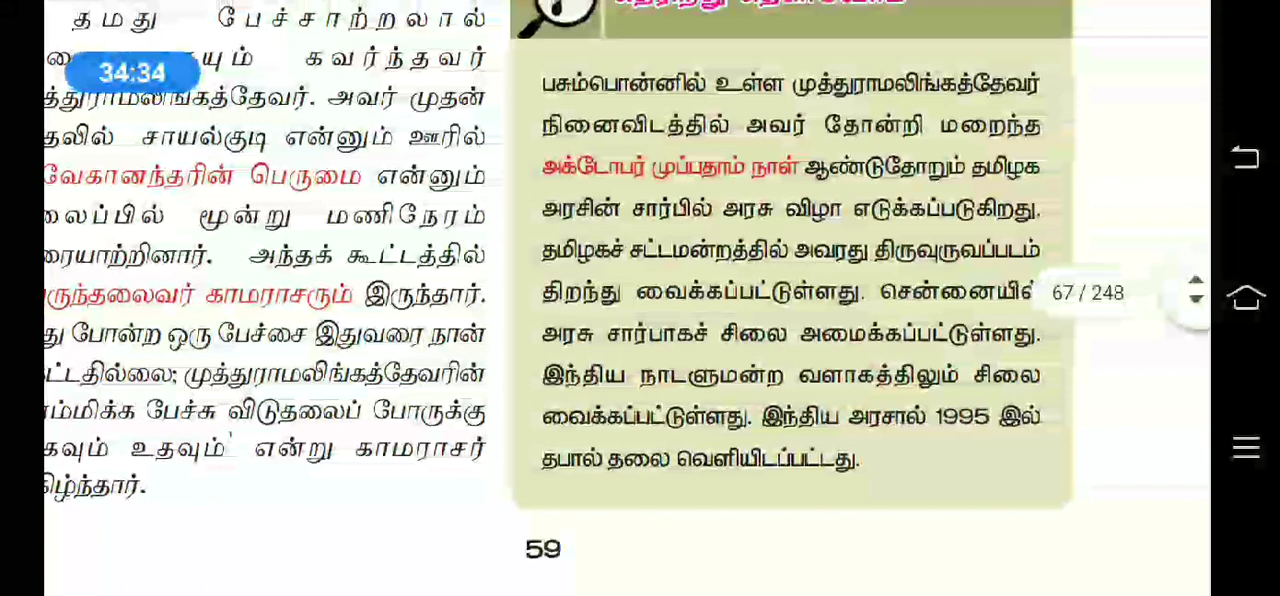 தமது பேச்சாற்றலால்
யும் கவர்ந்தவர்
34:34
த்துராமலிங்கத்தேவர். அவர் முதன்
தலில் சாயல்குடி என்னும் ஊரில்
வேகானந்தரின் பெருமை என்னும்
லைப்பில் மூன்று மணிநேரம்
ரையாற்றினார். அந்தக் கூட்டத்தில்
ருந்தலைவர் காமராசரும் இருந்தார்.
து போன்ற ஒரு பேச்சை இதுவரை நான்
ட்டதில்லை; முத்துராமலிங்கத்தேவரின்
ம்மிக்க பேச்சு விடுதலைப் போருக்கு
கவும் உதவும்' என்று காமராசர்
கிழ்ந்தார்.
பசும்பொன்னில் உள்ள முத்துராமலிங்கத்தேவர்
நினைவிடத்தில் அவர் தோன்றி மறைந்த
அக்டோபர் முப்பதாம் நாள் ஆண்டுதோறும் தமிழக
அரசின் சார்பில் அரசு விழா எடுக்கப்படுகிறது.
தமிழகச் சட்டமன்றத்தில் அவரது திருவுருவப்படம்
திறந்து வைக்கப்பட்டுள்ளது. சென்னையில்
அரசு சார்பாகச் சிலை அமைக்கப்பட்டுள்ளது.
இந்திய நாடளுமன்ற வளாகத்திலும் சிலை
வைக்கப்பட்டுள்ளது. இந்திய அரசால் 1995 இல்
தபால் தலை வெளியிடப்பட்டது.
67 / 248
59